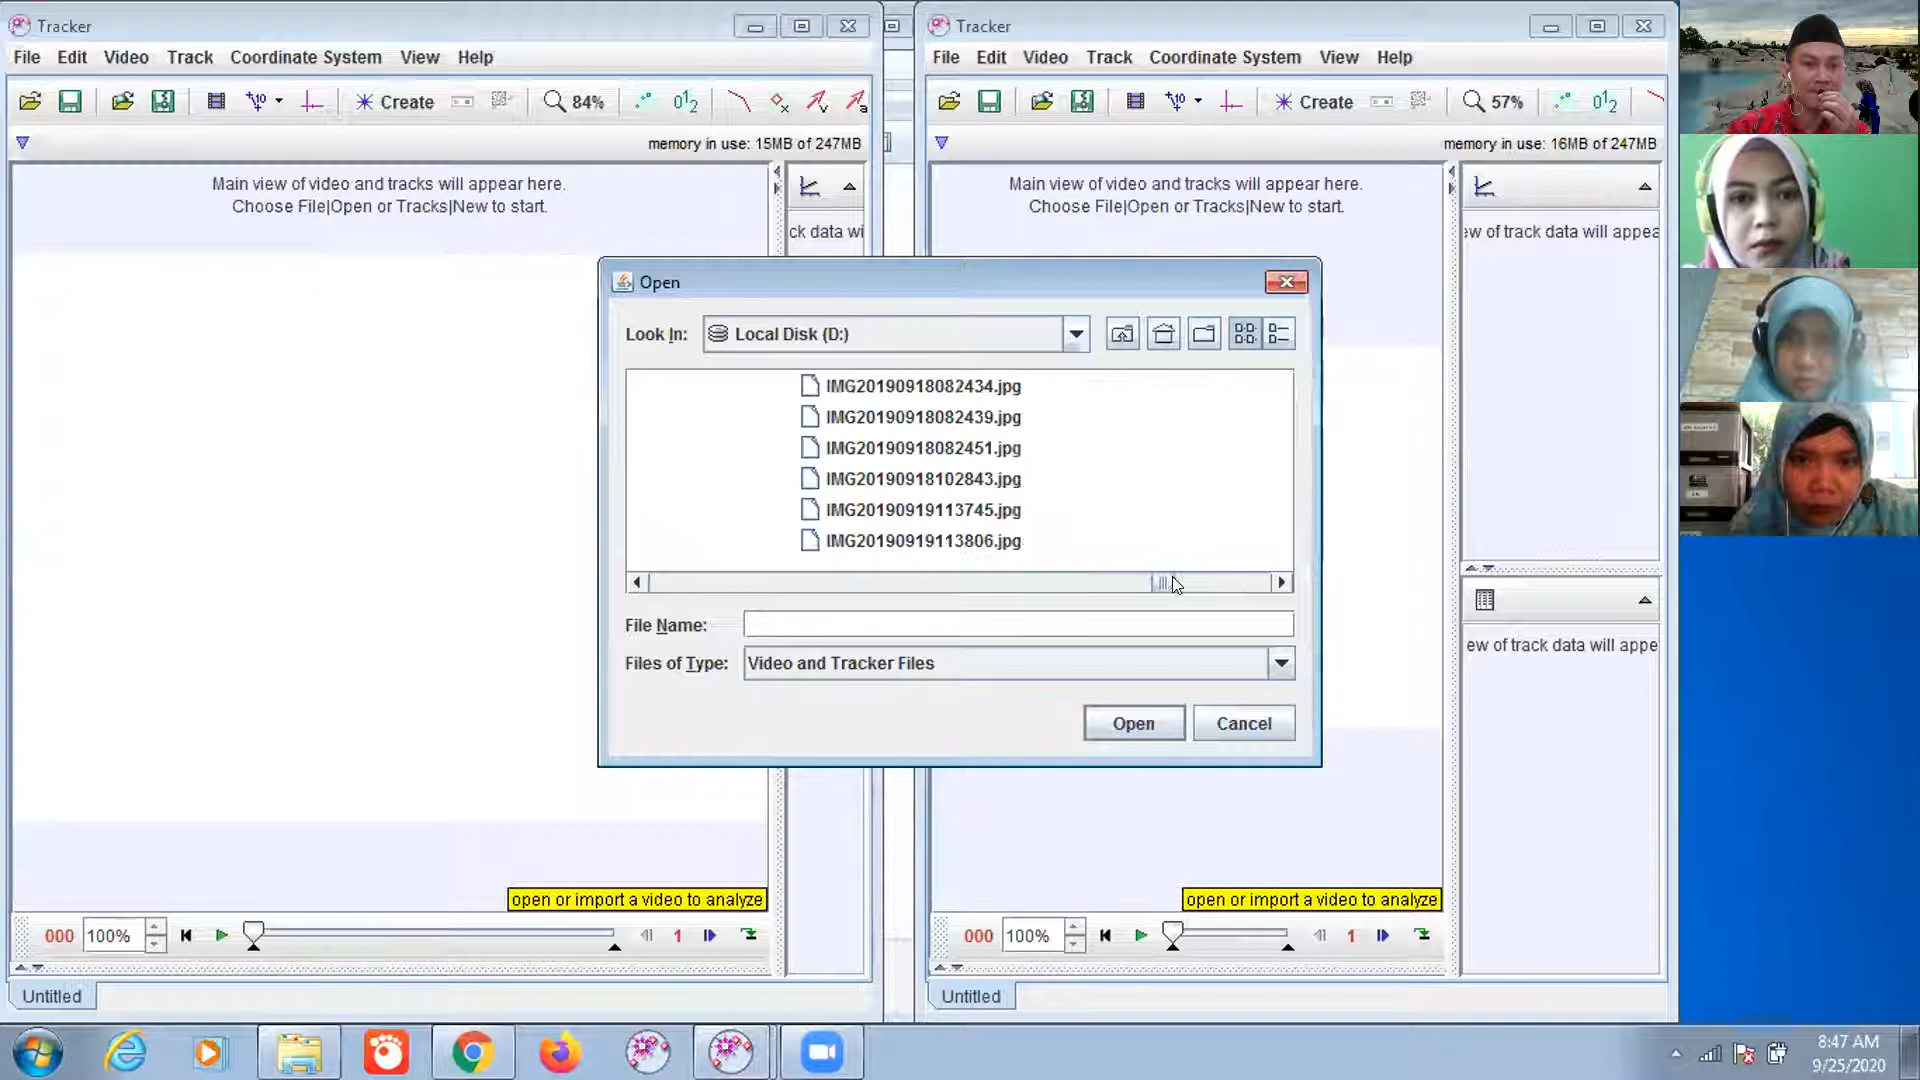 Tracker
File Edit Video Track Coordinate System View Help
Create 84%
memory in use: 15MB of 247MB
Main view of video and tracks will appear here.
Choose File|Open or Tracks|New to start.
ck data wi
open or import a video to analyze
000 100% 1
Untitled
Tracker
File Edit Video Track Coordinate System View Help
Create 57%
memory in use: 16MB of 247MB
Main view of video and tracks will appear here.
Choose File|Open or Tracks|New to start.
ew of track data will appea
ew of track data will appe
open or import a video to analyze
000 100% 1
Untitled
Open
Look In: Local Disk (D:)
IMG20190918082434.jpg
IMG20190918082439.jpg
IMG20190918082451.jpg
IMG20190918102843.jpg
IMG20190919113745.jpg
IMG20190919113806.jpg
File Name:
Files of Type: Video and Tracker Files
Open Cancel
8:47 AM
9/25/2020